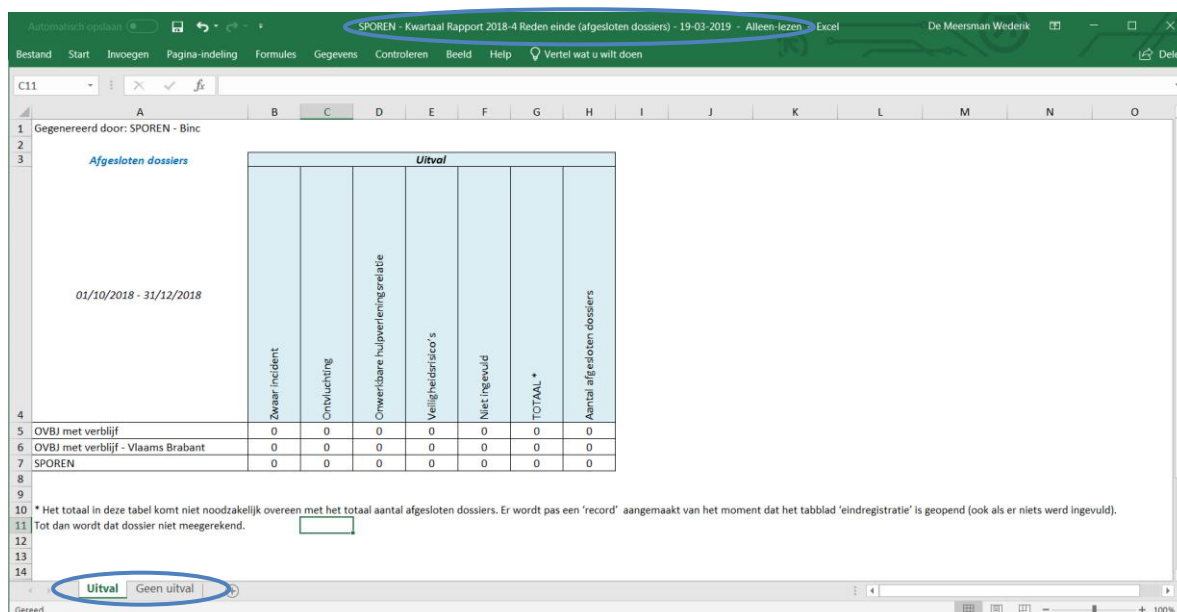 Automatisch opslaan
SPOREN - Kwartaal Rapport 2018-4 Reden einde (afgesloten dossiers) - 19-03-2019 - Alleen-lezen - Excel
De Meersman Wederik
Bestand Start Invoegen Pagina-indeling Formules Gegevens Controleren Beeld Help Vertel wat u wilt doen Dele
C11 fx
A B C D E F G H I J K L M N O
1 Gegenereerd door: SPOREN - Binc
2
3 Afgesloten dossiers Uitval
4 01/10/2018 - 31/12/2018 Zwaar incident Ontvluchting Onwerkbare hulpverleningsrelatie Veiligheidsrisico's Niet ingevuld TOTAAL * Aantal afgesloten dossiers
5 OVBJ met verblijf 0 0 0 0 0 0 0
6 OVBJ met verblijf - Vlaams Brabant 0 0 0 0 0 0 0
7 SPOREN 0 0 0 0 0 0 0
8
9
10 * Het totaal in deze tabel komt niet noodzakelijk overeen met het totaal aantal afgesloten dossiers. Er wordt pas een 'record' aangemaakt van het moment dat het tabblad 'eindregistratie' is geopend (ook als er niets werd ingevuld).
11 Tot dan wordt dat dossier niet meegerekend.
12
13
14
Uitval Geen uitval
Gereed 100%